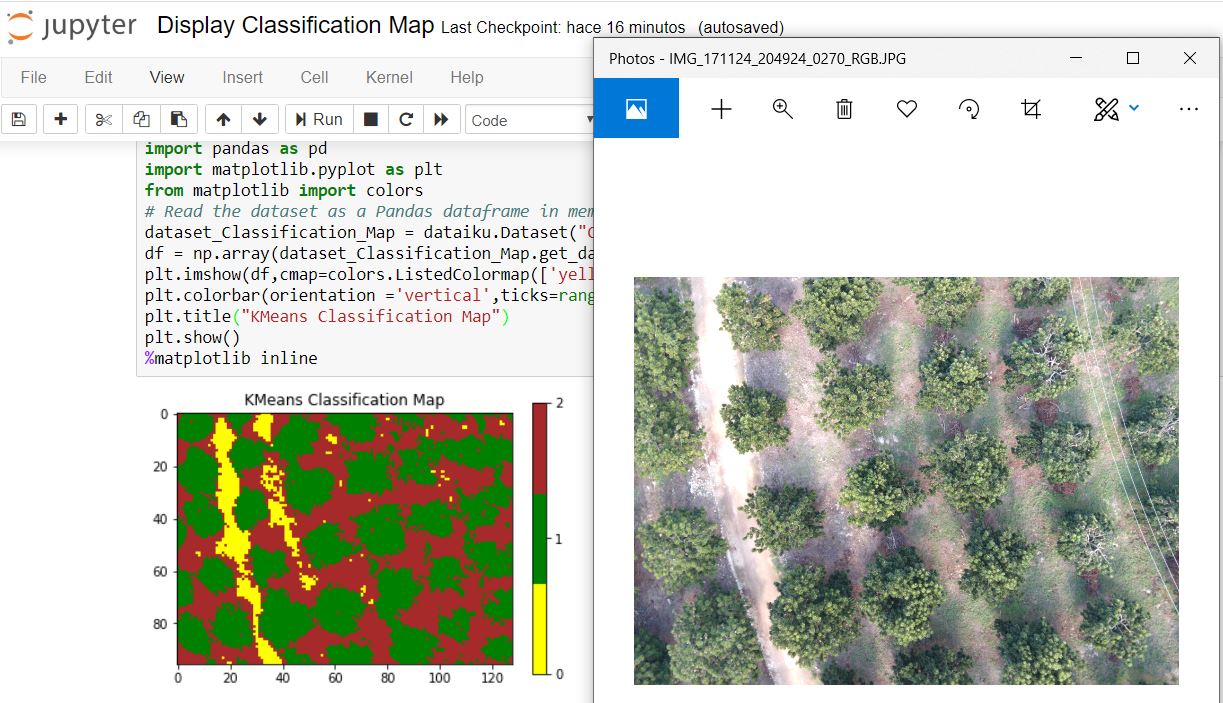 jupyter Display Classification Map Last Checkpoint: hace 16 minutos (autosaved)
File Edit View Insert Cell Kernel Help
Run Code
import pandas as pd
import matplotlib.pyplot as plt
from matplotlib import colors
# Read the dataset as a Pandas dataframe in mem
dataset_Classification_Map = dataiku.Dataset("C
df = np.array(dataset_Classification_Map.get_da
plt.imshow(df,cmap=colors.ListedColormap(['yell
plt.colorbar(orientation ='vertical',ticks=rang
plt.title("KMeans Classification Map")
plt.show()
%matplotlib inline
KMeans Classification Map
0
20
40
60
80
0 20 40 60 80 100 120
2
1
0
Photos - IMG_171124_204924_0270_RGB.JPG